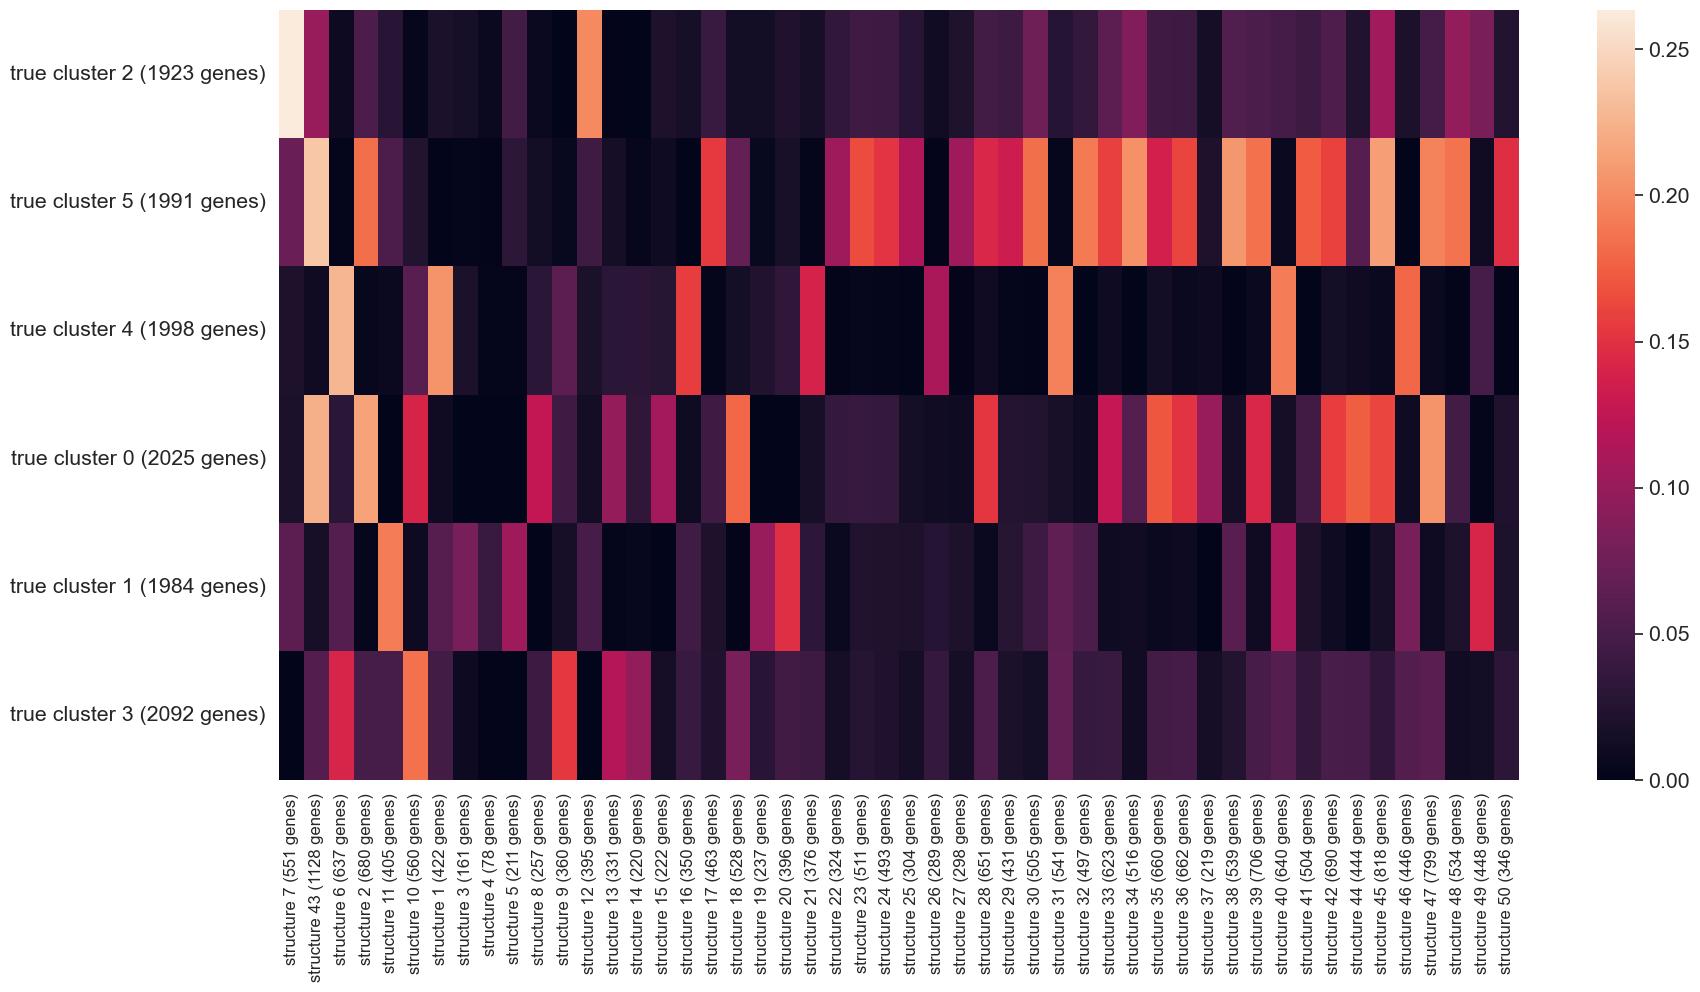 true cluster 2 (1923 genes)
true cluster 5 (1991 genes)
true cluster 4 (1998 genes)
true cluster 0 (2025 genes)
true cluster 1 (1984 genes)
true cluster 3 (2092 genes)
structure 7 (551 genes)
structure 43 (1128 genes)
structure 6 (637 genes)
structure 2 (680 genes)
structure 11 (405 genes)
structure 10 (560 genes)
structure 1 (422 genes)
structure 3 (161 genes)
structure 4 (78 genes)
structure 5 (211 genes)
structure 8 (257 genes)
structure 9 (360 genes)
structure 12 (395 genes)
structure 13 (331 genes)
structure 14 (220 genes)
structure 15 (222 genes)
structure 16 (350 genes)
structure 17 (463 genes)
structure 18 (528 genes)
structure 19 (237 genes)
structure 20 (396 genes)
structure 21 (376 genes)
structure 22 (324 genes)
structure 23 (511 genes)
structure 24 (493 genes)
structure 25 (304 genes)
structure 26 (289 genes)
structure 27 (298 genes)
structure 28 (651 genes)
structure 29 (431 genes)
structure 30 (505 genes)
structure 31 (541 genes)
structure 32 (497 genes)
structure 33 (623 genes)
structure 34 (516 genes)
structure 35 (660 genes)
structure 36 (662 genes)
structure 37 (219 genes)
structure 38 (539 genes)
structure 39 (706 genes)
structure 40 (640 genes)
structure 41 (504 genes)
structure 42 (690 genes)
structure 44 (444 genes)
structure 45 (818 genes)
structure 46 (446 genes)
structure 47 (799 genes)
structure 48 (534 genes)
structure 49 (448 genes)
structure 50 (346 genes)
0.25
0.20
0.15
0.10
0.05
0.00